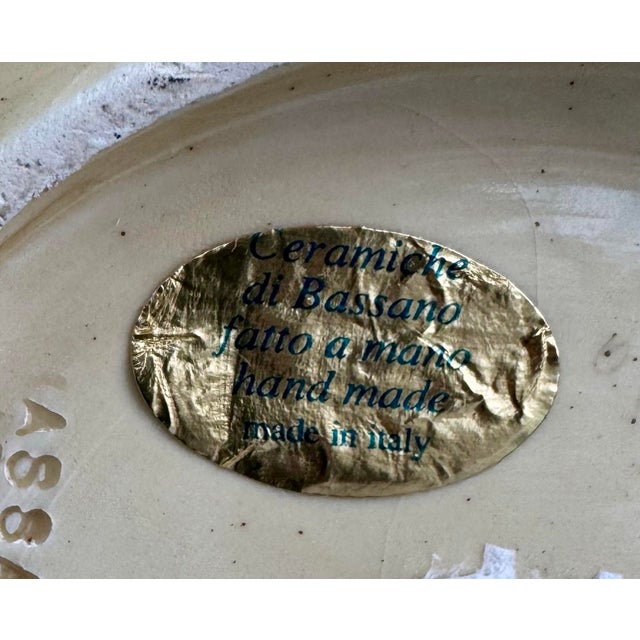 Ceramiche
di Bassano
fatto a mano
hand made
made in italy